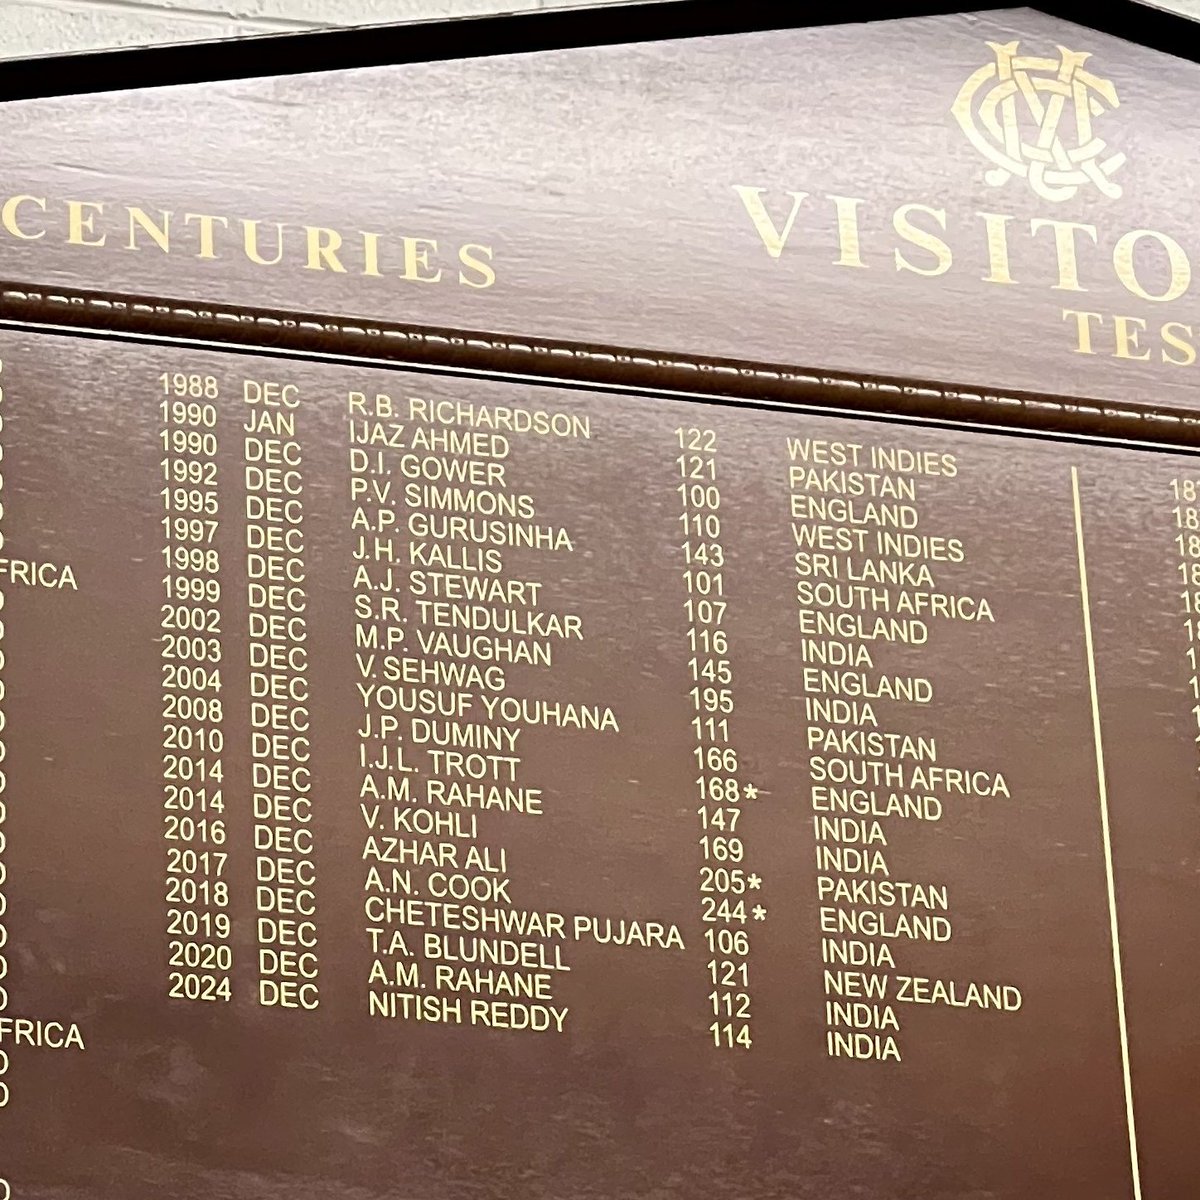 CENTURIES
VISITO
TES
1988 DEC R.B. RICHARDSON 122 WEST INDIES
1990 JAN IJAZ AHMED 121 PAKISTAN
1990 DEC D.I. GOWER 100 ENGLAND
1992 DEC P.V. SIMMONS 110 WEST INDIES
1995 DEC A.P. GURUSINHA 143 SRI LANKA
1997 DEC J.H. KALLIS 101 SOUTH AFRICA
1998 DEC A.J. STEWART 107 ENGLAND
1999 DEC S.R. TENDULKAR 116 INDIA
2002 DEC M.P. VAUGHAN 145 ENGLAND
2003 DEC V. SEHWAG 195 INDIA
2004 DEC YOUSUF YOUHANA 111 PAKISTAN
2008 DEC J.P. DUMINY 166 SOUTH AFRICA
2010 DEC I.J.L. TROTT 168* ENGLAND
2014 DEC A.M. RAHANE 147 INDIA
2014 DEC V. KOHLI 169 INDIA
2016 DEC AZHAR ALI 205* PAKISTAN
2017 DEC A.N. COOK 244* ENGLAND
2018 DEC CHETESHWAR PUJARA 106 INDIA
2019 DEC T.A. BLUNDELL 121 NEW ZEALAND
2020 DEC A.M. RAHANE 112 INDIA
2024 DEC NITISH REDDY 114 INDIA
FRICA
FRICA